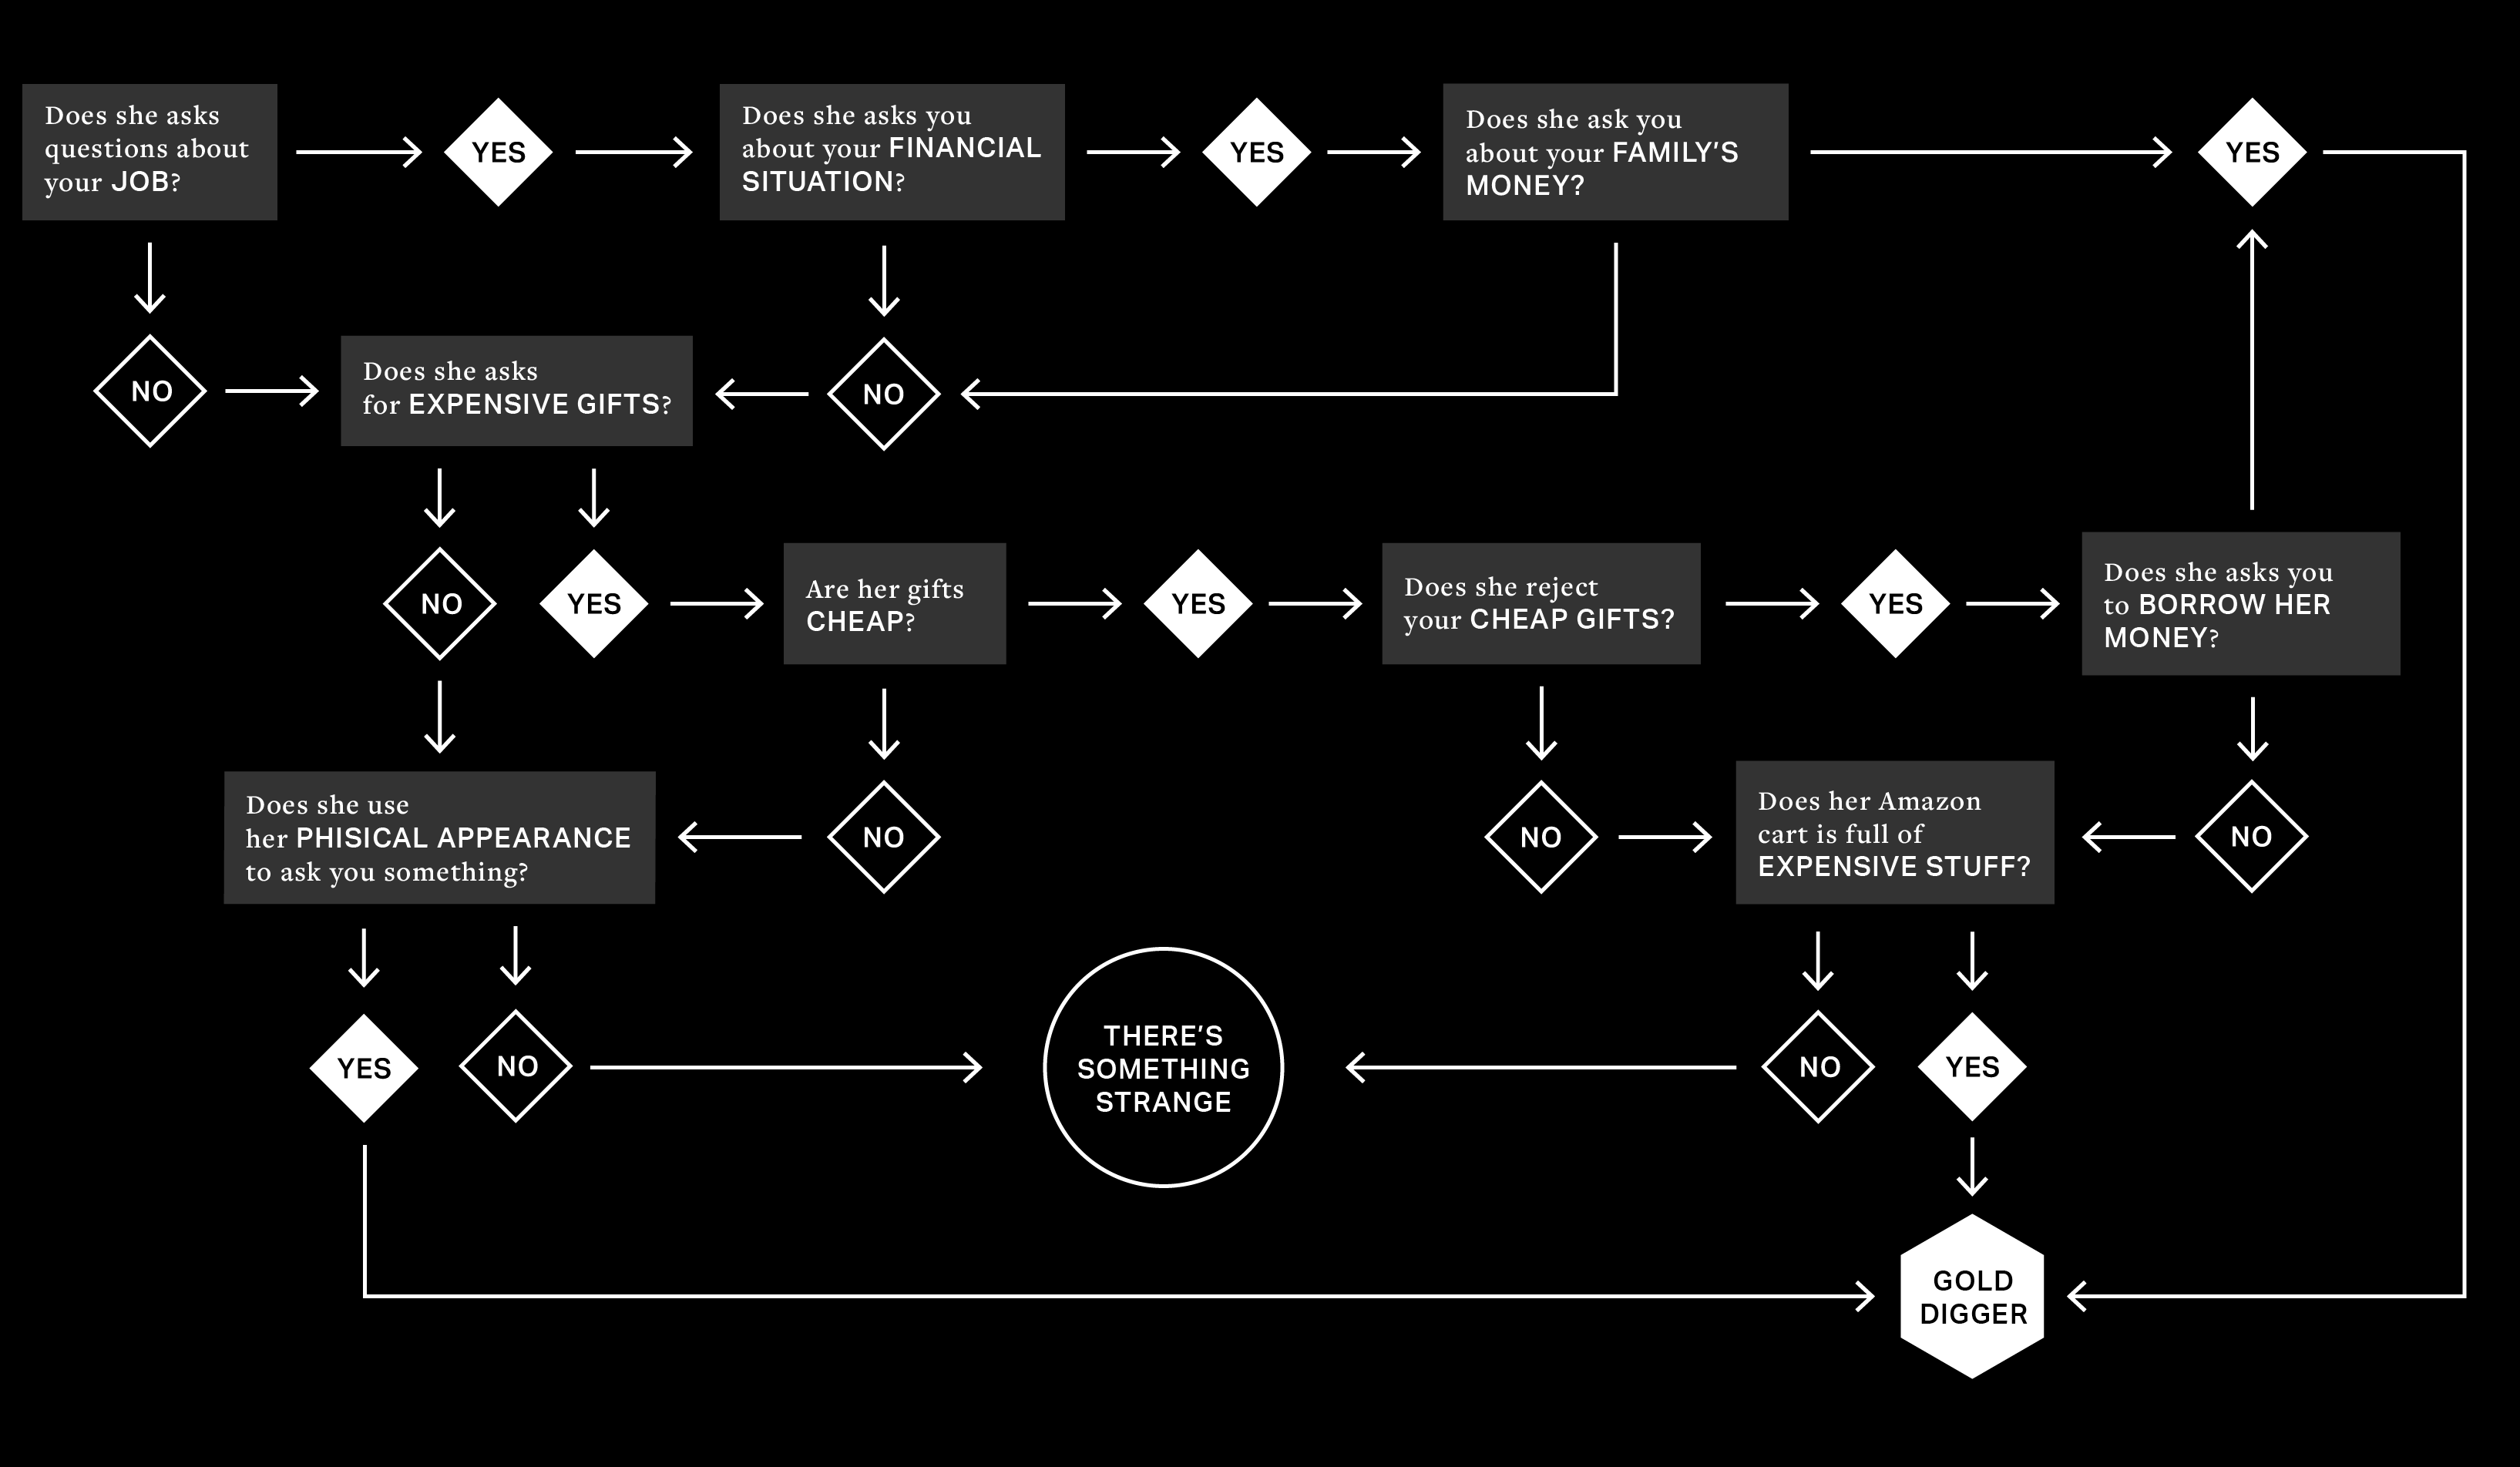 Does she asks
questions about
your JOB?
YES
Does she asks you
about your FINANCIAL
SITUATION?
YES
Does she ask you
about your FAMILY'S
MONEY?
YES
NO
Does she asks
for EXPENSIVE GIFTS?
NO
NO
YES
Are her gifts
CHEAP?
YES
Does she reject
your CHEAP GIFTS?
YES
Does she asks you
to BORROW HER
MONEY?
Does she use
her PHISICAL APPEARANCE
to ask you something?
NO
NO
Does her Amazon
cart is full of
EXPENSIVE STUFF?
NO
YES
NO
THERE'S
SOMETHING
STRANGE
NO
YES
GOLD
DIGGER